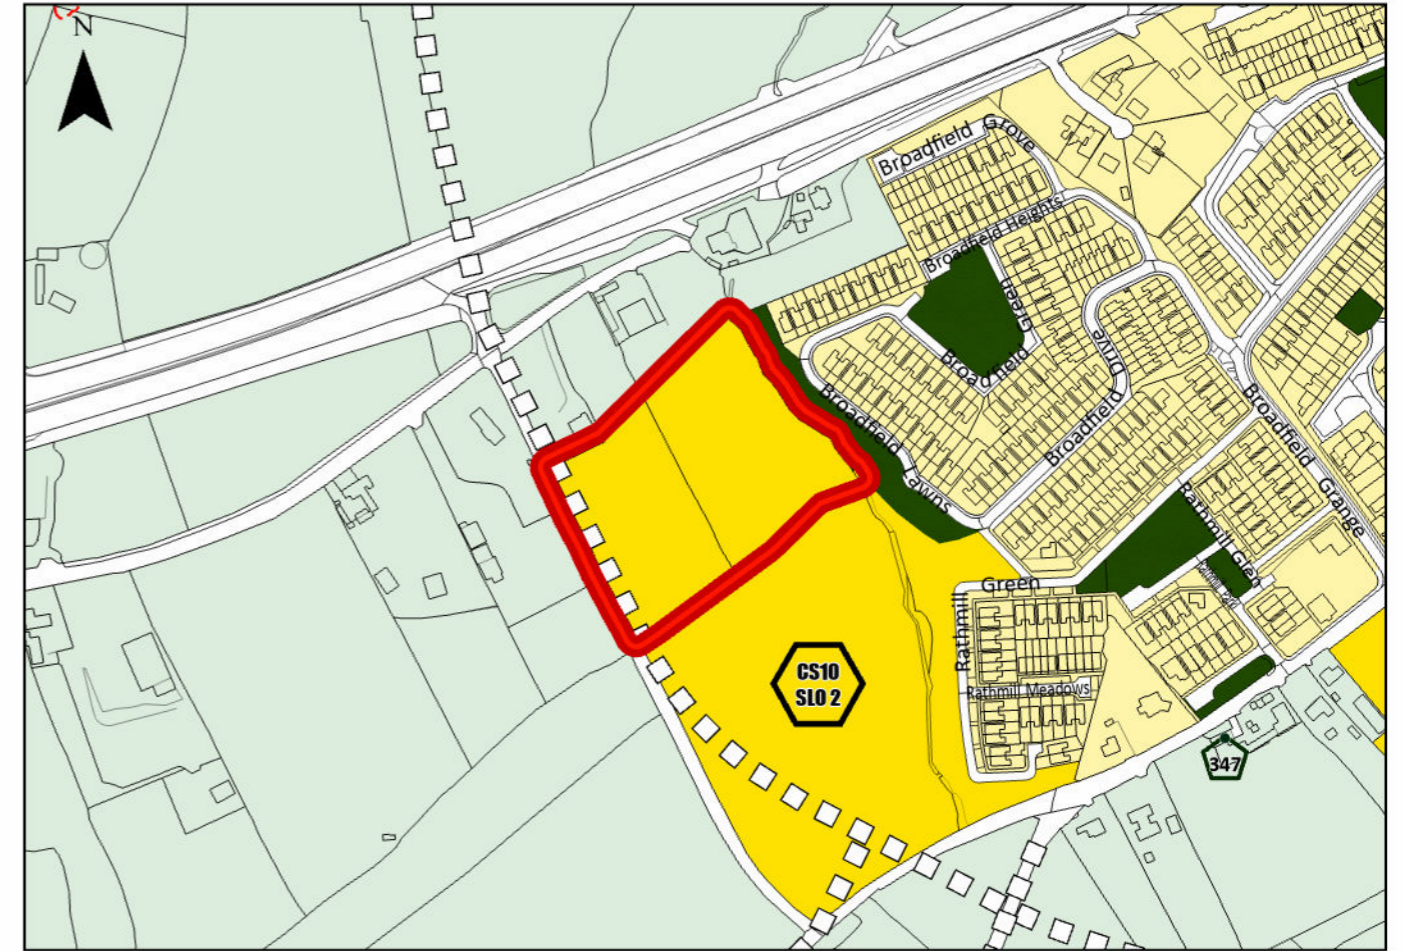 N
Broadfield Grove
Broadfield Heights
Broadfield Green
Broadfield Drive
Broadfield Lawns
Broadfield Grange
Rathmill Glen
Rathmill Green
Rathmill Meadows
CS10
SLO 2
347